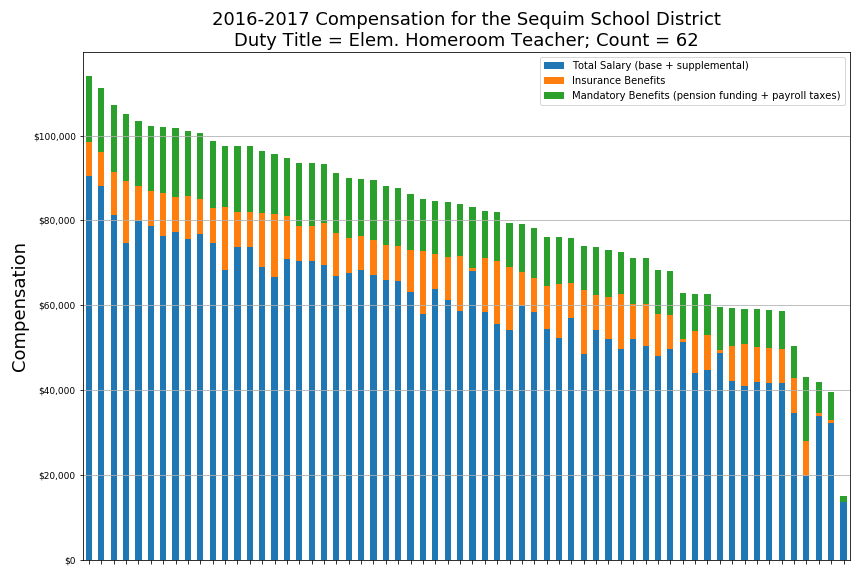 2016-2017 Compensation for the Sequim School District
Duty Title = Elem. Homeroom Teacher; Count = 62
Total Salary (base + supplemental)
Insurance Benefits
Mandatory Benefits (pension funding + payroll taxes)
$100,000
$80,000
$60,000
$40,000
$20,000
$0
Compensation